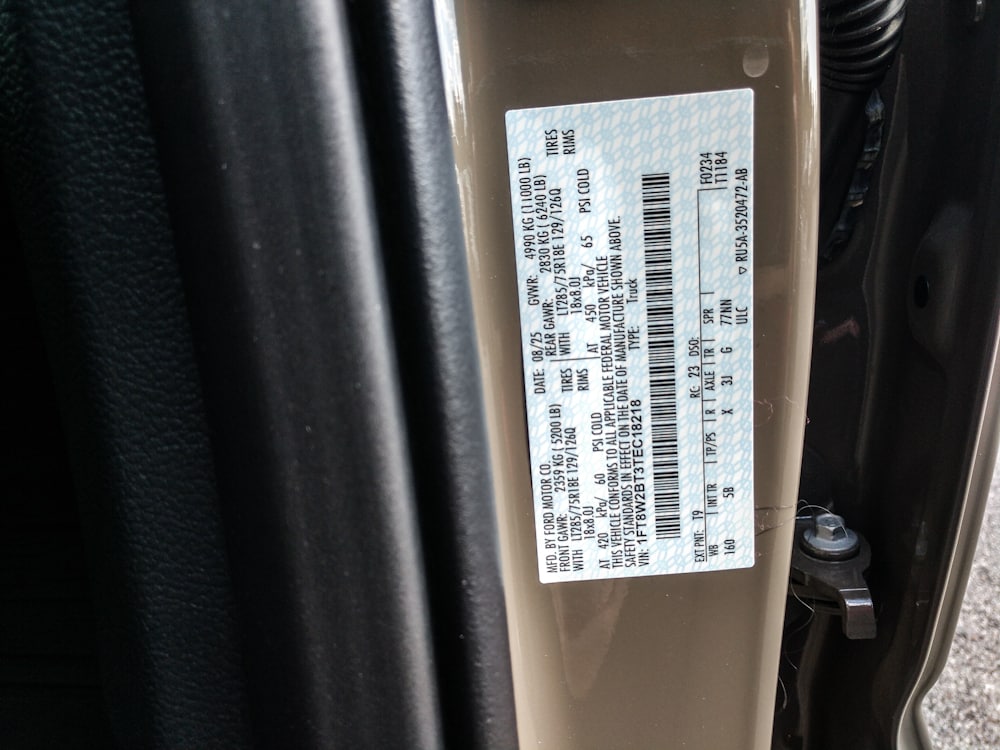 MFD. BY FORD MOTOR CO.
DATE: 08/25 GVWR: 4990 KG (11000 LB)
FRONT GAWR: 2359 KG ( 5200 LB)
REAR GAWR: 2830 KG ( 6240 LB)
WITH LT285/75R18E 129/126Q TIRES
WITH LT285/75R18E 129/126Q TIRES
18x8.0J RIMS
18x8.0J RIMS
AT 420 kPa/ 60 PSI COLD
AT 450 kPa/ 65 PSI COLD
THIS VEHICLE CONFORMS TO ALL APPLICABLE FEDERAL MOTOR VEHICLE
SAFETY STANDARDS IN EFFECT ON THE DATE OF MANUFACTURE SHOWN ABOVE.
VIN: 1FT8W2BT3TEC18218 TYPE: Truck
EXT PNT: T9 RC: 23 DSO: F0234
WB INT TR TP/PS R AXLE TR SPR T1184
160 5B X 3J G 77NN
ULC ▽ RU5A-3520472-AB